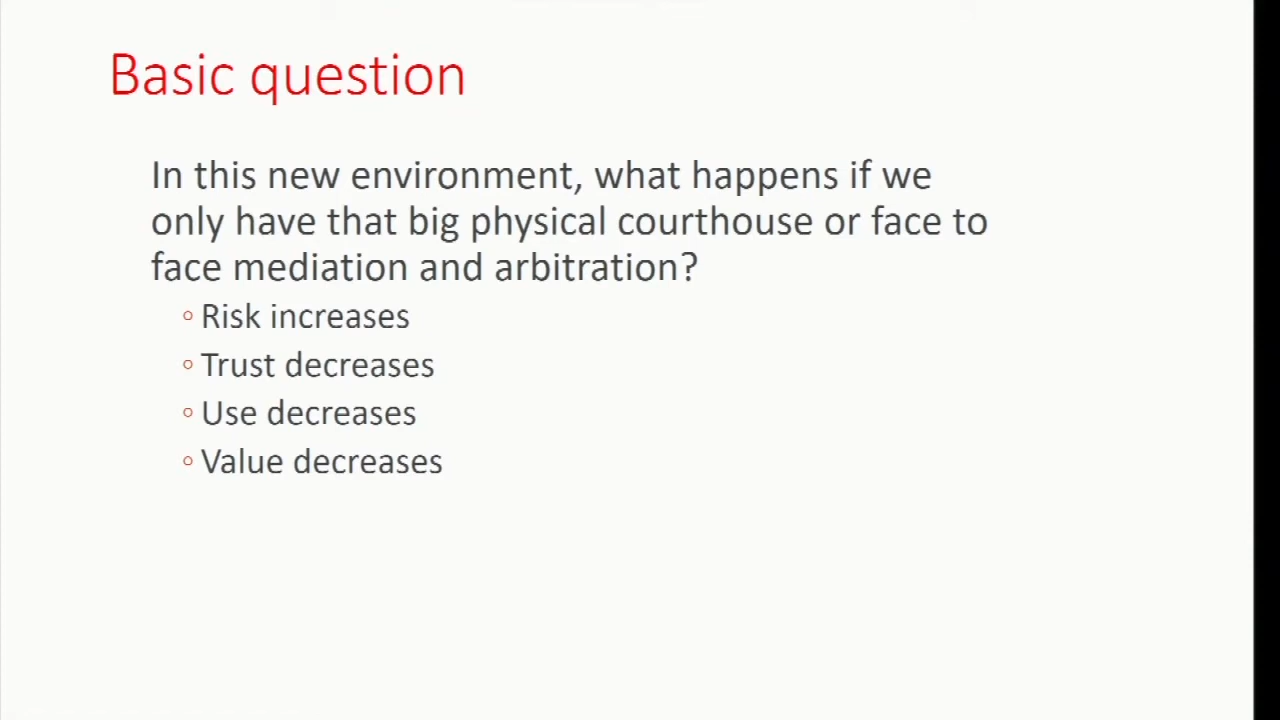 Basic question
In this new environment, what happens if we
only have that big physical courthouse or face to
face mediation and arbitration?
◦ Risk increases
◦ Trust decreases
◦ Use decreases
◦ Value decreases